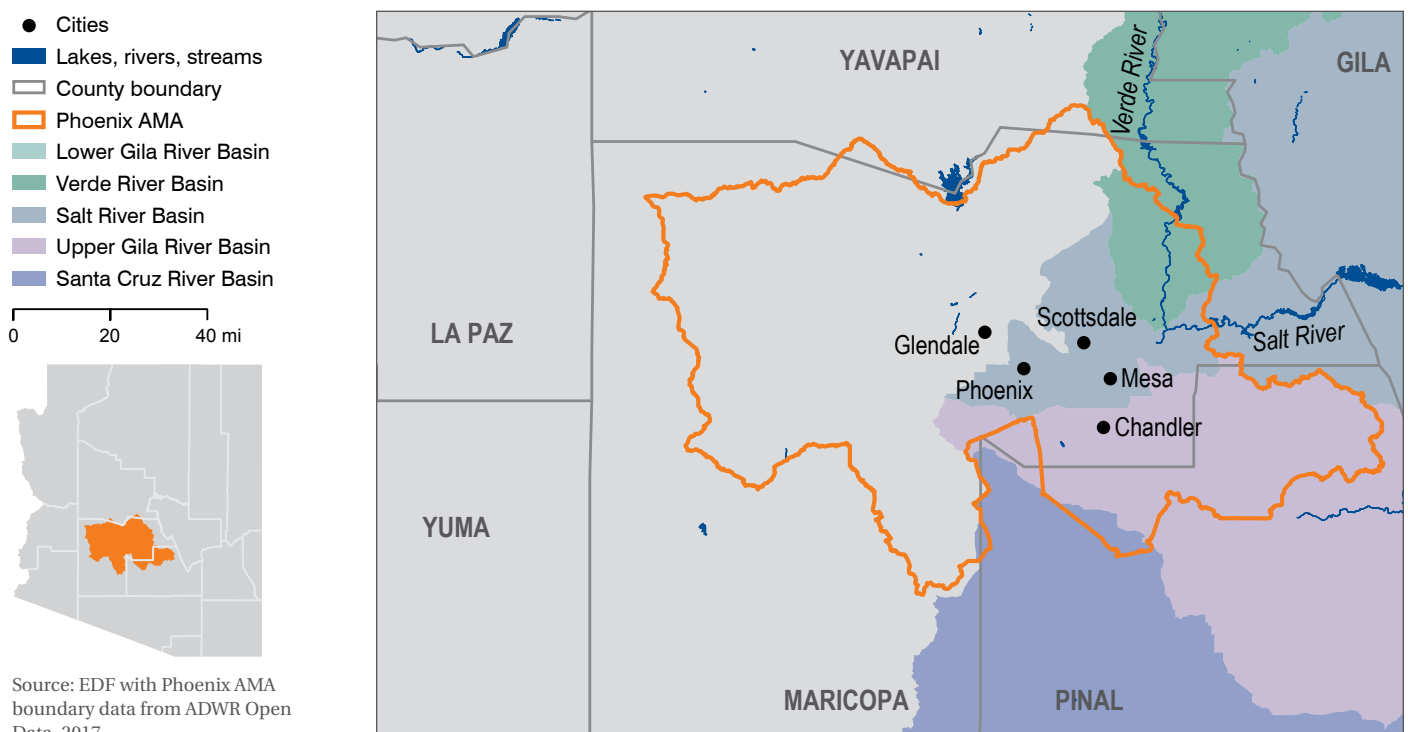 Cities
Lakes, rivers, streams
County boundary
Phoenix AMA
Lower Gila River Basin
Verde River Basin
Salt River Basin
Upper Gila River Basin
Santa Cruz River Basin
0 20 40 mi
Source: EDF with Phoenix AMA
boundary data from ADWR Open
Data, 2017
YAVAPAI
GILA
Verde River
LA PAZ
Scottsdale
Glendale
Salt River
Phoenix
Mesa
Chandler
YUMA
MARICOPA
PINAL